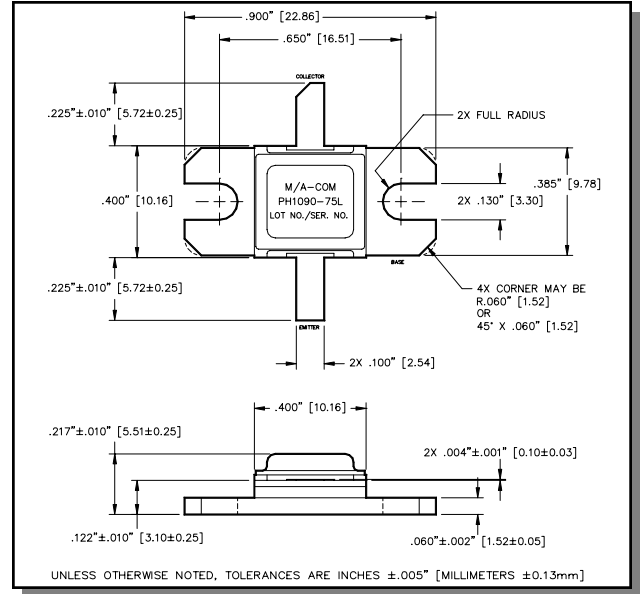 .900" [22.86]
.650" [16.51]
COLLECTOR
.225"±.010" [5.72±0.25]
2X FULL RADIUS
M/A-COM
PH1090-75L
LOT NO./SER. NO.
.400" [10.16]
2X .130" [3.30]
.385" [9.78]
BASE
.225"±.010" [5.72±0.25]
4X CORNER MAY BE
R.060" [1.52]
OR
45° X .060" [1.52]
EMITTER
2X .100" [2.54]
.400" [10.16]
.217"±.010" [5.51±0.25]
2X .004"±.001" [0.10±0.03]
.122"±.010" [3.10±0.25]
.060"±.002" [1.52±0.05]
UNLESS OTHERWISE NOTED, TOLERANCES ARE INCHES ±.005" [MILLIMETERS ±0.13mm]